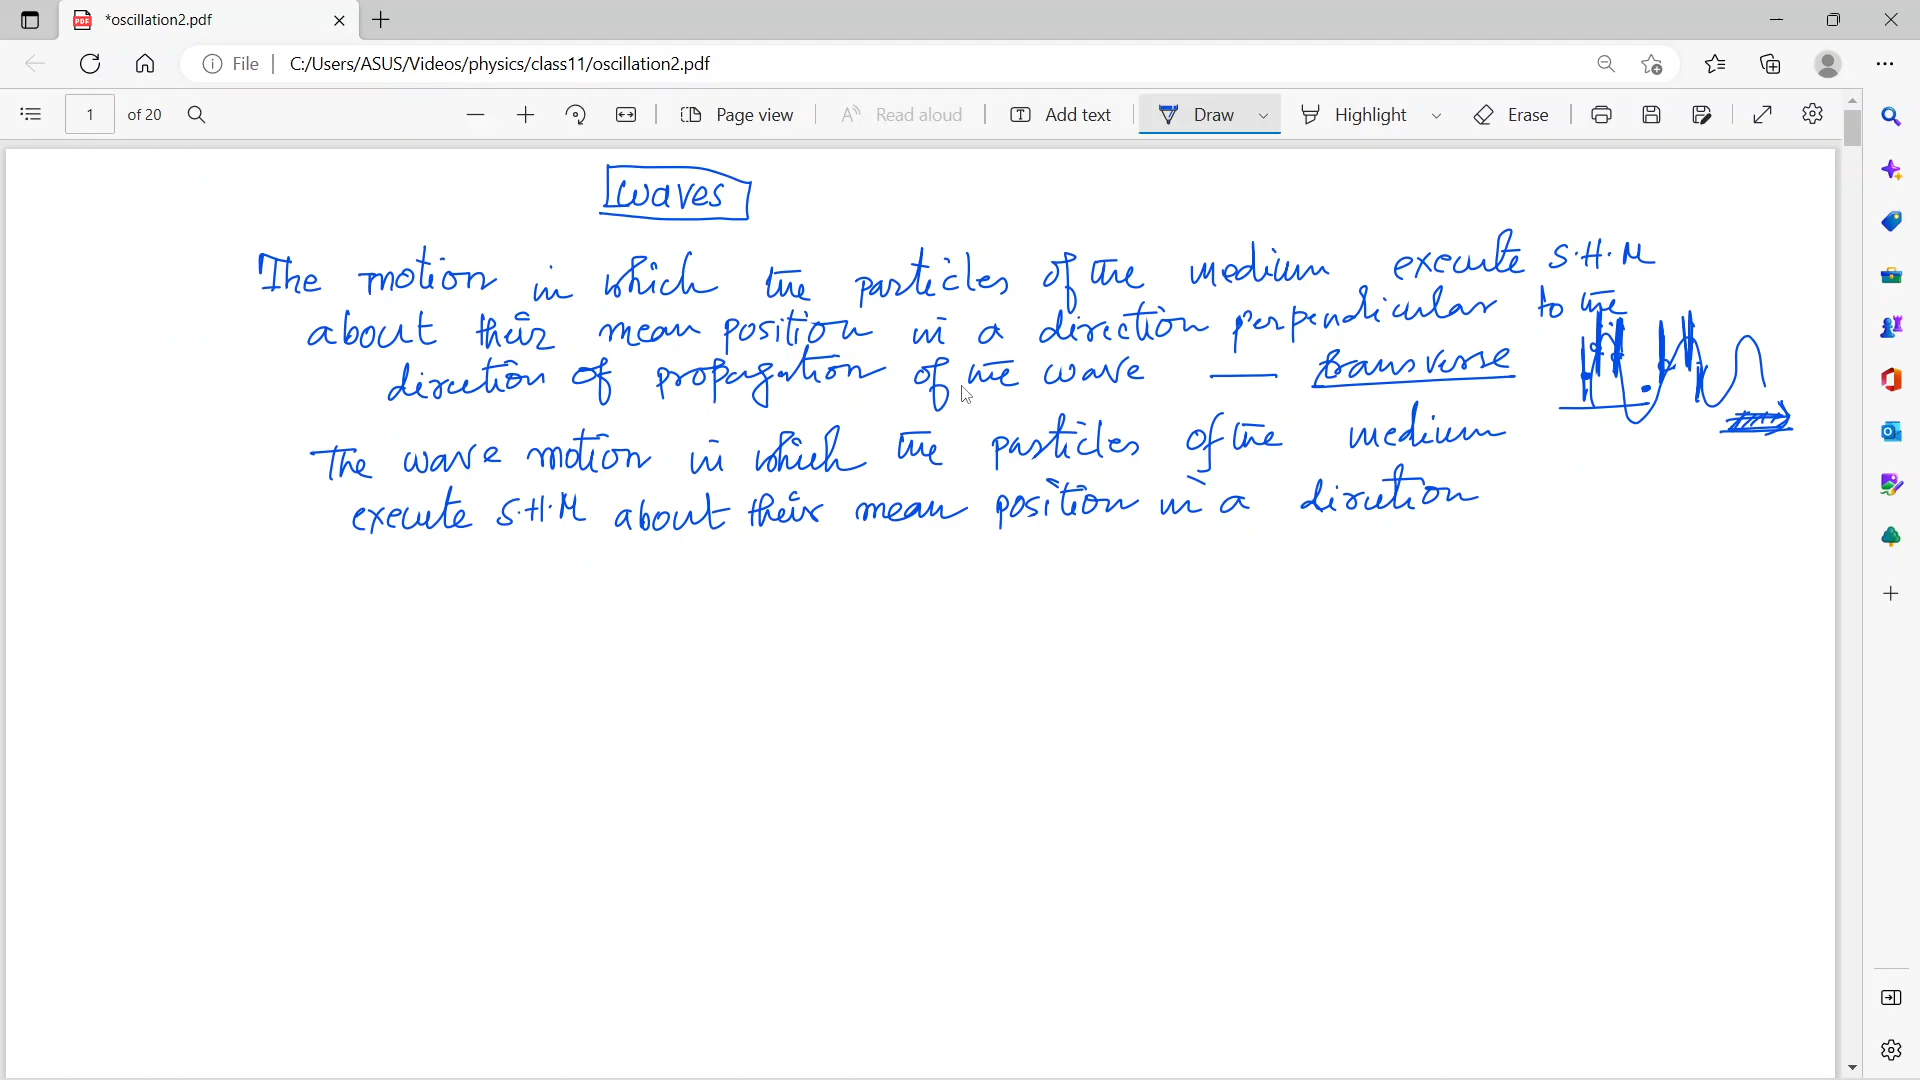 *oscillation2.pdf
File C:/Users/ASUS/Videos/physics/class11/oscillation2.pdf
1 of 20 Page view Read aloud Add text Draw Highlight Erase
waves
The motion in which the particles of the medium execute S.H.M
about their mean position in a direction perpendicular to the
direction of propagation of the wave — transverse
The wave motion in which the particles of the medium
execute S.H.M about their mean position in a direction